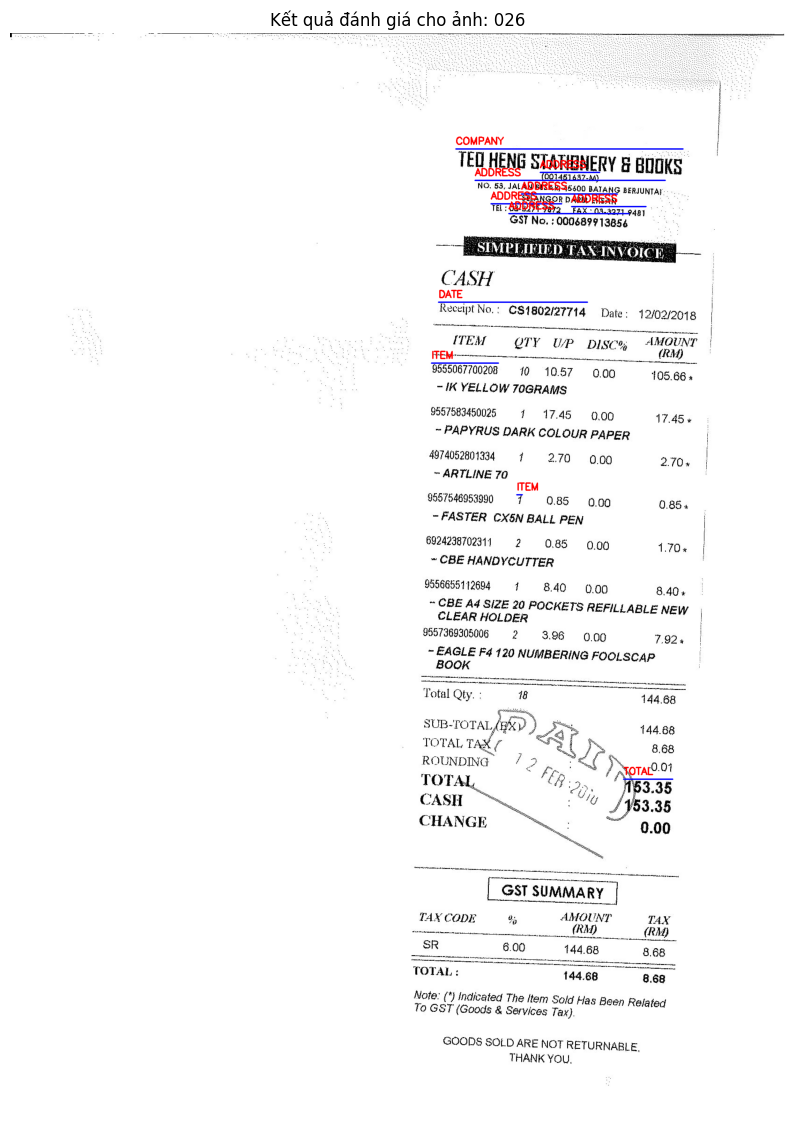 Kết quả đánh giá cho ảnh: 026
COMPANY
TEO HENG STATIONERY & BOOKS
ADDRESS
ADDRESS
(001451637-M)
ADDRESS
NO. 53, JALAN 45600 BATANG BERJUNTAI
ADDRESS
ADDRESS
ADDRESS
TEL : 03-3271 7872 FAX : 03-3271 9481
GST No. : 000689913856
SIMPLIFIED TAX INVOICE
CASH
DATE
Receipt No. : CS1802/27714 Date : 12/02/2018
ITEM QTY U/P DISC% AMOUNT
(RM)
ITEM
9555067700208 10 10.57 0.00 105.66 *
- IK YELLOW 70GRAMS
9557583450025 1 17.45 0.00 17.45 *
- PAPYRUS DARK COLOUR PAPER
4974052801334 1 2.70 0.00 2.70 *
- ARTLINE 70
ITEM
9557546953990 1 0.85 0.00 0.85 *
- FASTER CX5N BALL PEN
6924238702311 2 0.85 0.00 1.70 *
- CBE HANDYCUTTER
9556655112694 1 8.40 0.00 8.40 *
- CBE A4 SIZE 20 POCKETS REFILLABLE NEW
CLEAR HOLDER
9557369305006 2 3.96 0.00 7.92 *
- EAGLE F4 120 NUMBERING FOOLSCAP
BOOK
Total Qty. : 18 144.68
SUB-TOTAL (EX) 144.68
TOTAL TAX 8.68
ROUNDING 0.01
TOTAL
PAID
12 FEB 2018
TOTAL : 153.35
CASH : 153.35
CHANGE : 0.00
GST SUMMARY
TAX CODE % AMOUNT TAX
(RM) (RM)
SR 6.00 144.68 8.68
TOTAL : 144.68 8.68
Note: (*) Indicated The Item Sold Has Been Related
To GST (Goods & Services Tax).
GOODS SOLD ARE NOT RETURNABLE,
THANK YOU.